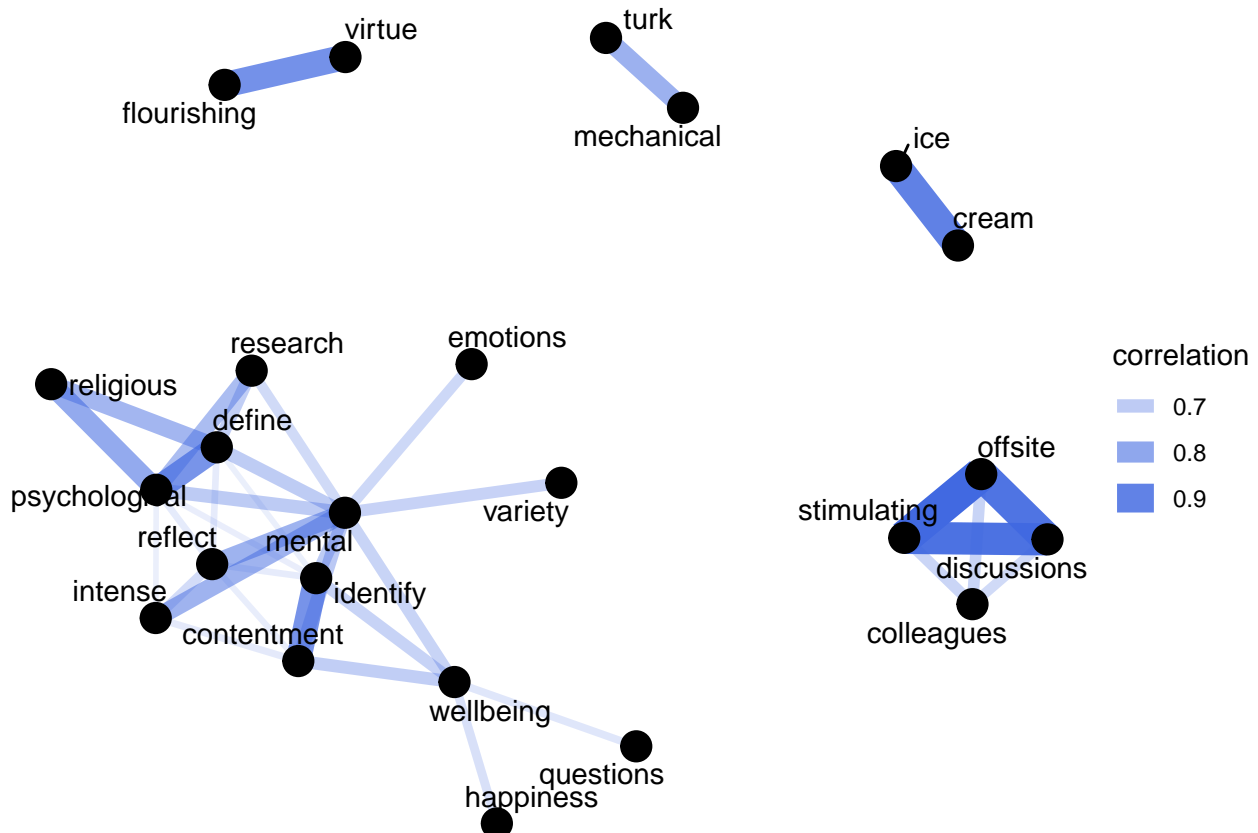 virtue
turk
flourishing
mechanical
ice
cream
research
emotions
correlation
religious
0.7
define
offsite
0.8
psychological
variety
stimulating
0.9
reflect
mental
discussions
intense
identify
contentment
colleagues
wellbeing
questions
happiness